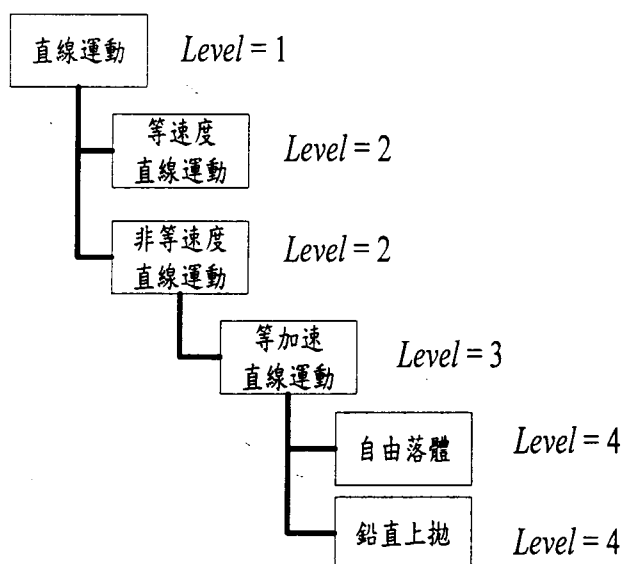 直線運動 Level = 1
等速度
直線運動
Level = 2
非等速度
直線運動
Level = 2
等加速
直線運動
Level = 3
自由落體 Level = 4
鉛直上拋 Level = 4